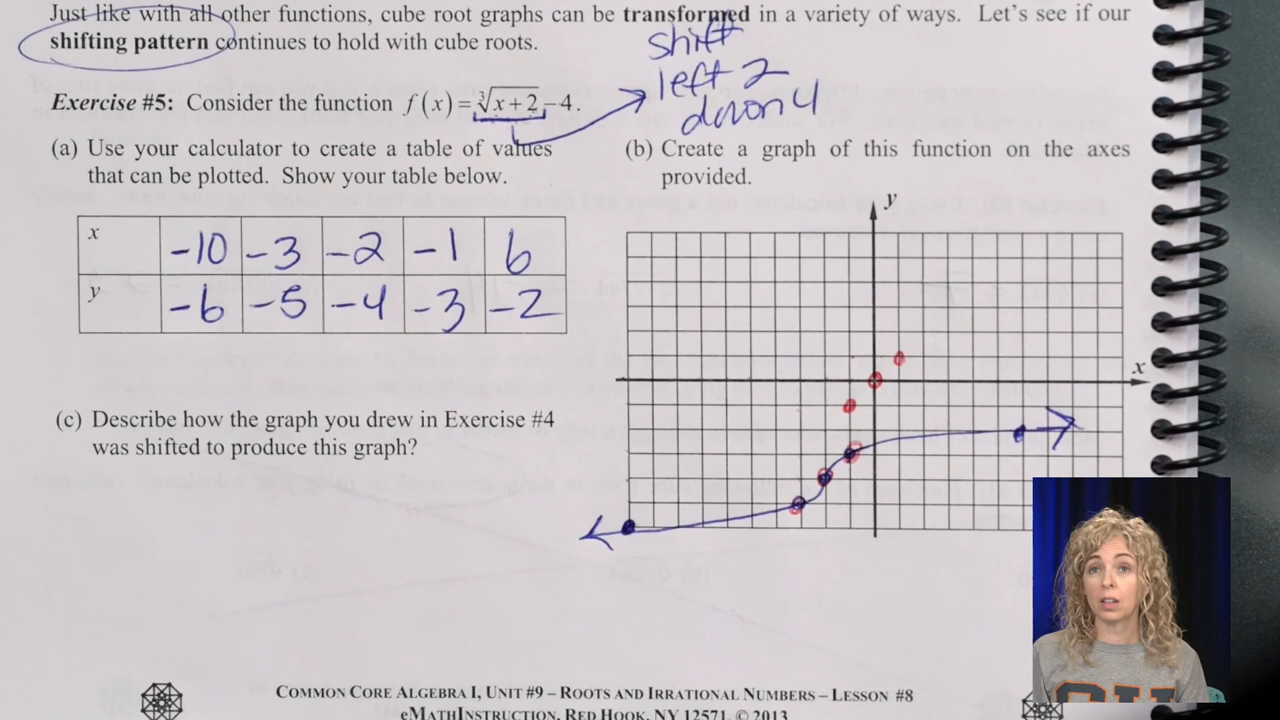 Just like with all other functions, cube root graphs can be transformed in a variety of ways. Let's see if our
shifting pattern continues to hold with cube roots.
shift
left 2
down 4
Exercise #5: Consider the function f(x)=∛x+2−4.
(a) Use your calculator to create a table of values
that can be plotted. Show your table below.
(b) Create a graph of this function on the axes
provided.
x -10 -3 -2 -1 6
y -6 -5 -4 -3 -2
y
x
(c) Describe how the graph you drew in Exercise #4
was shifted to produce this graph?
COMMON CORE ALGEBRA I, UNIT #9 – ROOTS AND IRRATIONAL NUMBERS – LESSON #8
eMATHINSTRUCTION, RED HOOK, NY 12571, © 2013